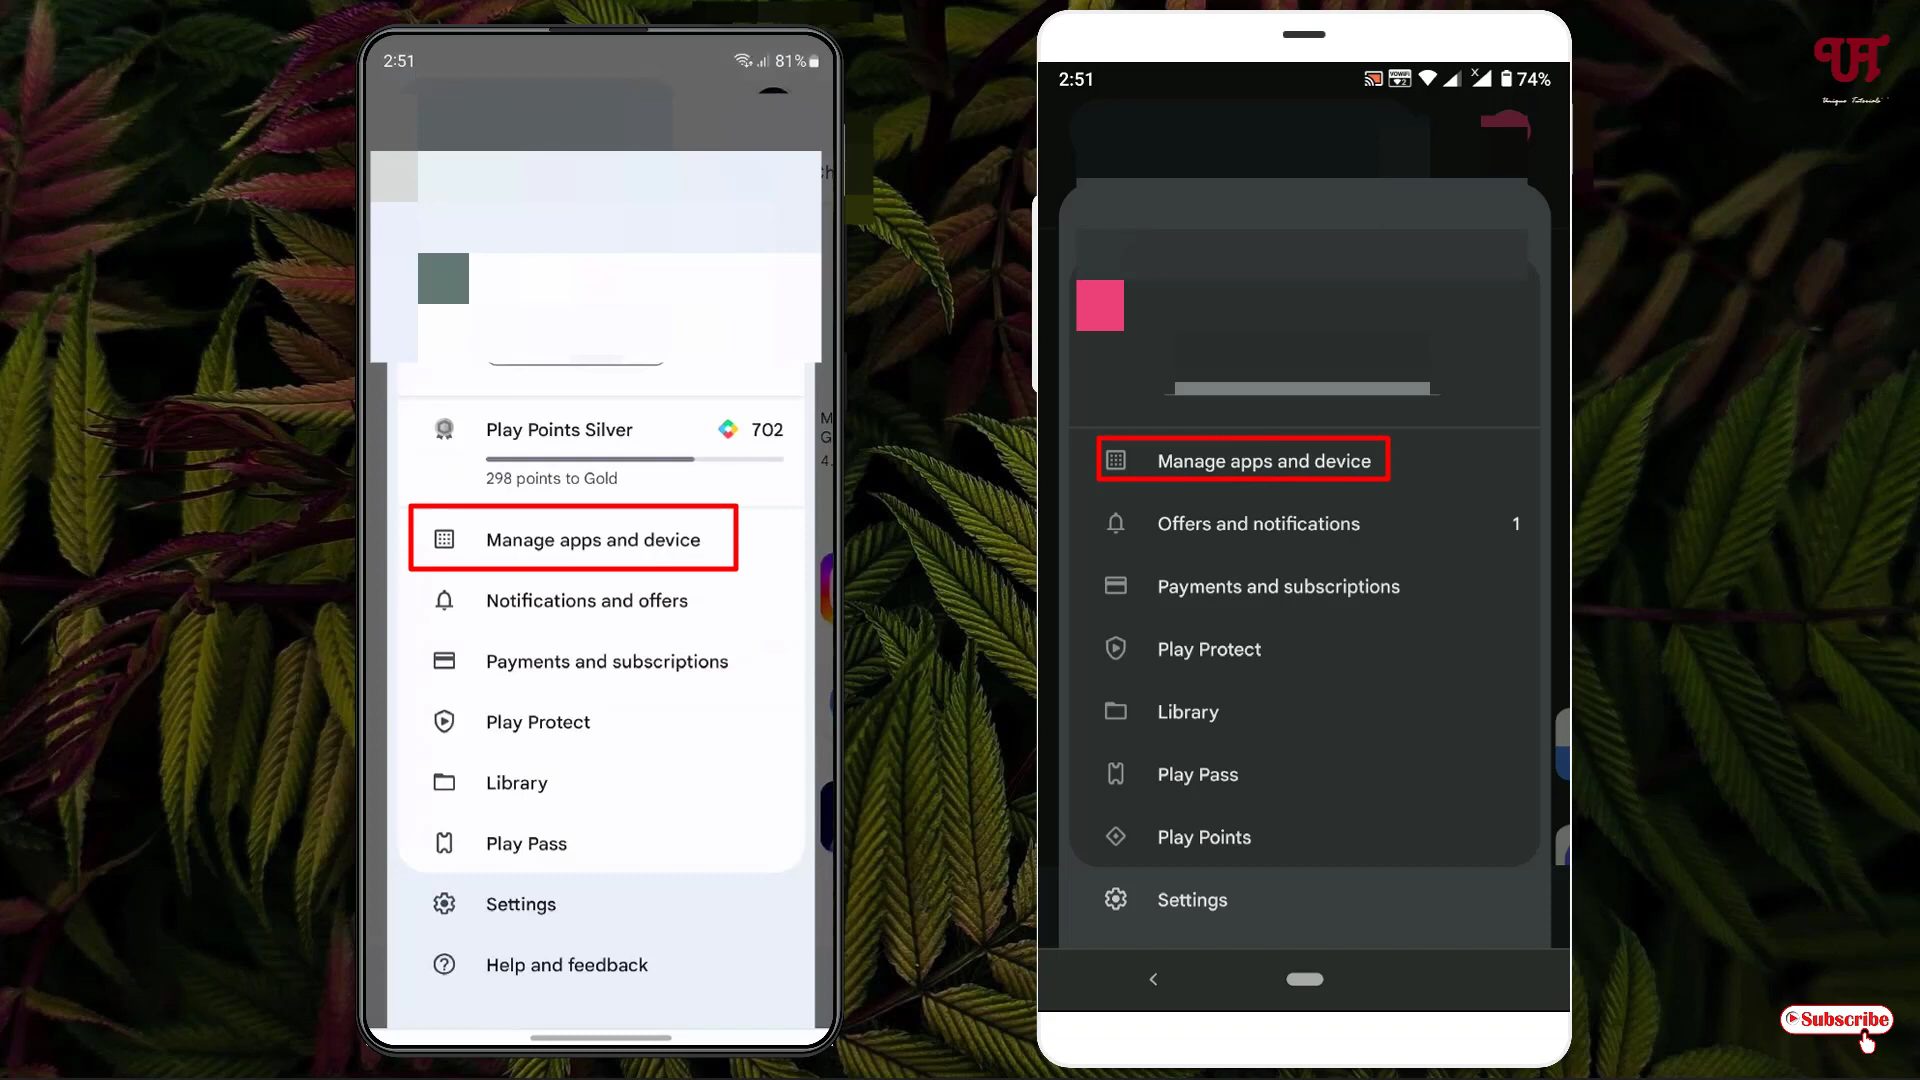 2:51
81%
Play Points Silver
702
298 points to Gold
Manage apps and device
Notifications and offers
Payments and subscriptions
Play Protect
Library
Play Pass
Settings
Help and feedback
2:51
74%
Manage apps and device
Offers and notifications
1
Payments and subscriptions
Play Protect
Library
Play Pass
Play Points
Settings
Unique Tutorials
Subscribe